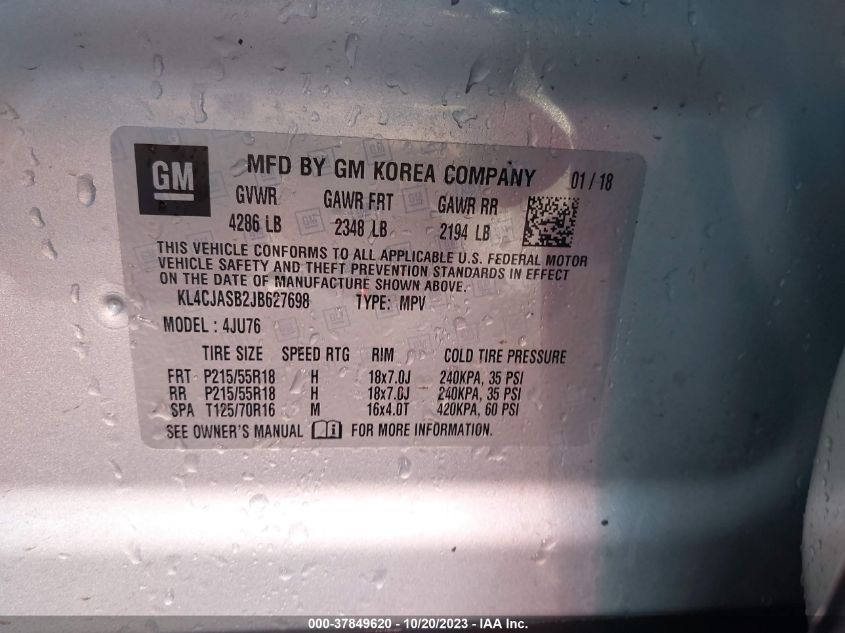 GM
MFD BY GM KOREA COMPANY 01/18
GVWR GAWR FRT GAWR RR
4286 LB 2348 LB 2194 LB
THIS VEHICLE CONFORMS TO ALL APPLICABLE U.S. FEDERAL MOTOR
VEHICLE SAFETY AND THEFT PREVENTION STANDARDS IN EFFECT
ON THE DATE OF MANUFACTURE SHOWN ABOVE.
KL4CJASB2JB627698 TYPE: MPV
MODEL: 4JU76
TIRE SIZE SPEED RTG RIM COLD TIRE PRESSURE
FRT P215/55R18 H 18x7.0J 240KPA, 35 PSI
RR P215/55R18 H 18x7.0J 240KPA, 35 PSI
SPA T125/70R16 M 16x4.0T 420KPA, 60 PSI
SEE OWNER'S MANUAL i FOR MORE INFORMATION.
000-37849620 - 10/20/2023 - IAA Inc.